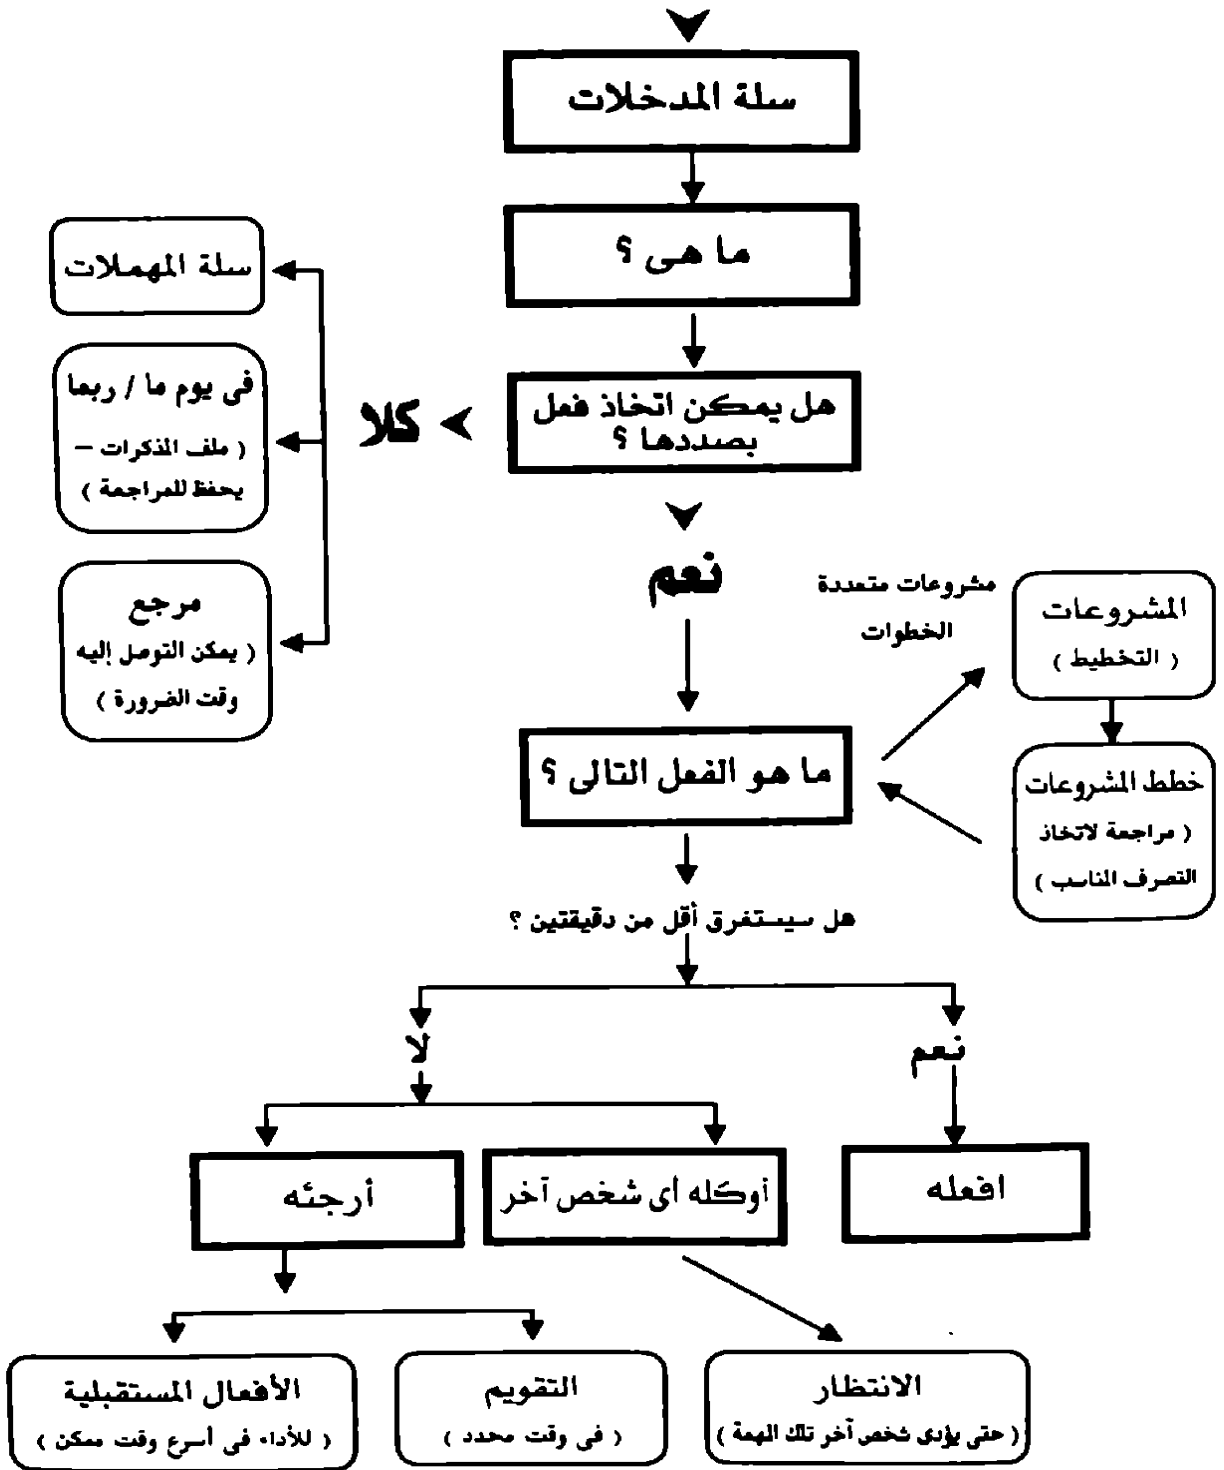 سلة المدخلات
ما هى ؟
هل يمكن اتخاذ فعل
بصددها ؟
كلا
سلة المهملات
فى يوم ما / ربما
( ملف المذكرات –
يحفظ للمراجعة )
مرجع
( يمكن التوصل إليه
وقت الضرورة )
نعم
مشروعات متعددة
الخطوات
المشروعات
( التخطيط )
خطط المشروعات
( مراجعة لاتخاذ
التصرف المناسب )
ما هو الفعل التالى ؟
هل سيستغرق أقل من دقيقتين ؟
نعم
لا
افعله
أوكله أى شخص آخر
أرجئه
الانتظار
( حتى يؤدى شخص آخر تلك المهمة )
التقويم
( فى وقت محدد )
الأفعال المستقبلية
( للأداء فى أسرع وقت ممكن )